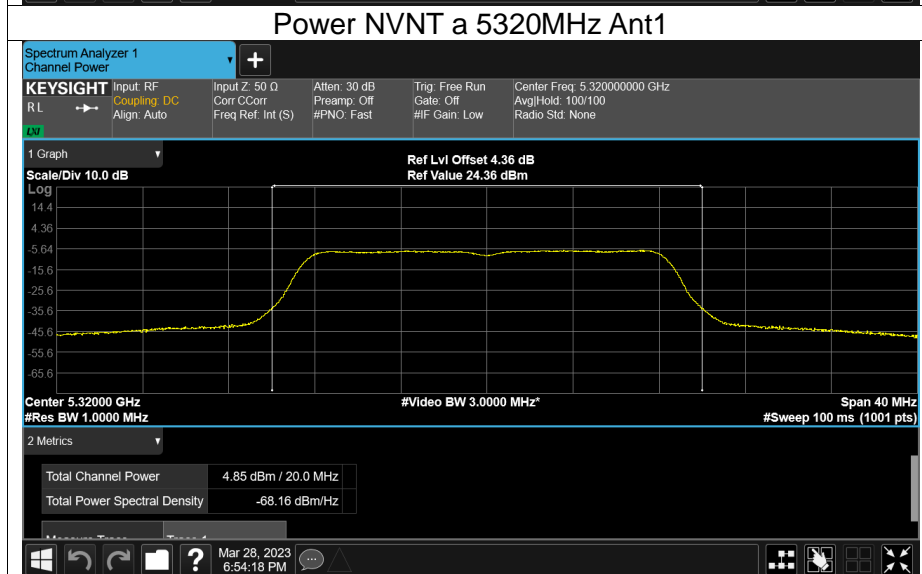 Power NVNT a 5320MHz Ant1
Spectrum Analyzer 1
Channel Power
+
KEYSIGHT
R L
LXI
Input: RF
Coupling: DC
Align: Auto
Input Z: 50 Ω
Corr CCorr
Freq Ref: Int (S)
Atten: 30 dB
Preamp: Off
#PNO: Fast
Trig: Free Run
Gate: Off
#IF Gain: Low
Center Freq: 5.320000000 GHz
Avg|Hold: 100/100
Radio Std: None
1 Graph
Scale/Div 10.0 dB
Ref Lvl Offset 4.36 dB
Ref Value 24.36 dBm
Log
14.4
4.36
-5.64
-15.6
-25.6
-35.6
-45.6
-55.6
-65.6
Center 5.32000 GHz
#Res BW 1.0000 MHz
#Video BW 3.0000 MHz*
Span 40 MHz
#Sweep 100 ms (1001 pts)
2 Metrics
Total Channel Power 4.85 dBm / 20.0 MHz
Total Power Spectral Density -68.16 dBm/Hz
?
Mar 28, 2023
6:54:18 PM